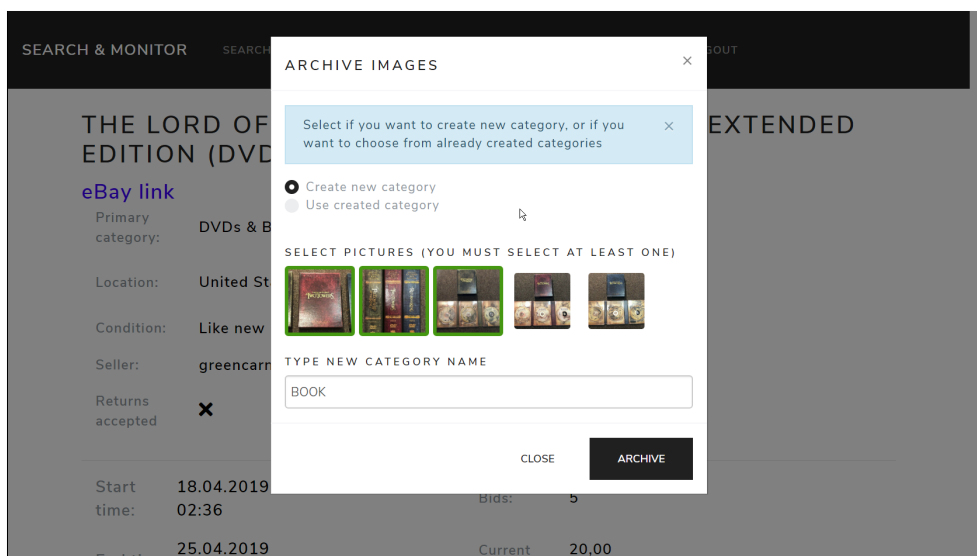 SEARCH & MONITOR SEARCH GOUT
ARCHIVE IMAGES ×
THE LORD OF EXTENDED
EDITION (DVD
Select if you want to create new category, or if you ×
want to choose from already created categories
eBay link
Create new category
Use created category
Primary
category: DVDs & B
SELECT PICTURES (YOU MUST SELECT AT LEAST ONE)
Location: United St
Condition: Like new
TYPE NEW CATEGORY NAME
Seller: greencarn
BOOK
Returns
accepted
CLOSE ARCHIVE
Start 18.04.2019 Bids: 5
time: 02:36
25.04.2019 Current 20,00